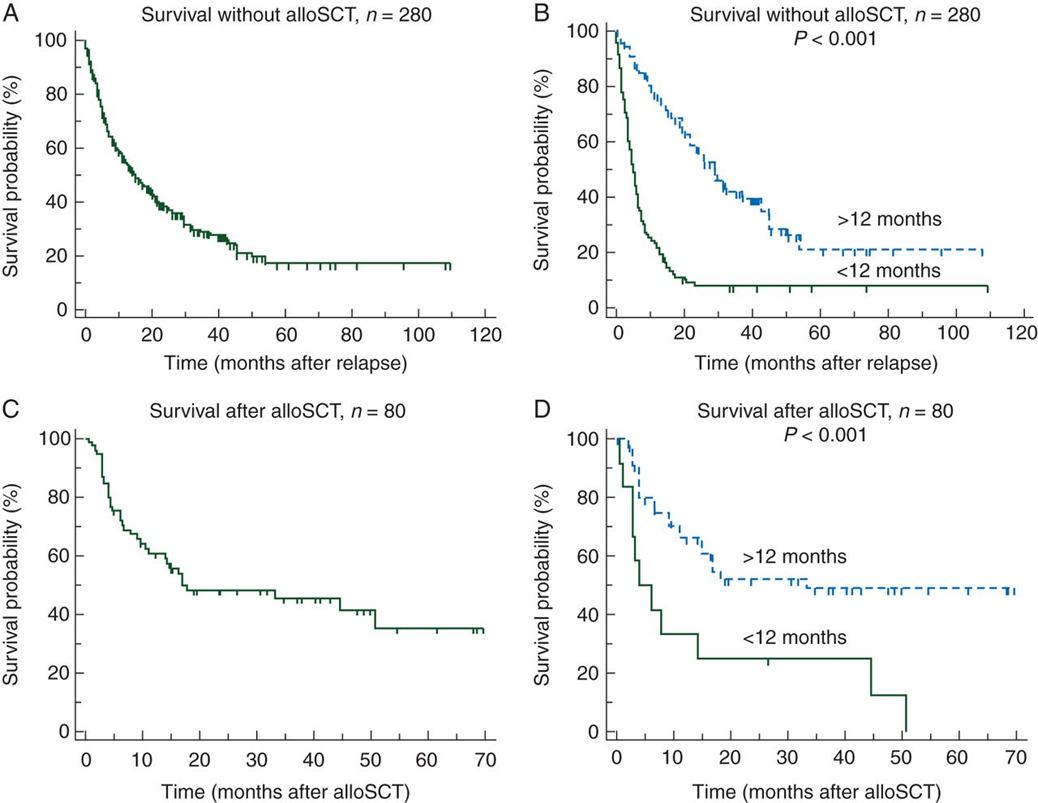 A
Survival without alloSCT, n = 280
Survival probability (%)
100
80
60
40
20
0
0 20 40 60 80 100 120
Time (months after relapse)
B
Survival without alloSCT, n = 280
P < 0.001
Survival probability (%)
100
80
60
40
20
0
>12 months
<12 months
0 20 40 60 80 100 120
Time (months after relapse)
C
Survival after alloSCT, n = 80
Survival probability (%)
100
80
60
40
20
0
0 10 20 30 40 50 60 70
Time (months after alloSCT)
D
Survival after alloSCT, n = 80
P < 0.001
Survival probability (%)
100
80
60
40
20
0
>12 months
<12 months
0 10 20 30 40 50 60 70
Time (months after alloSCT)